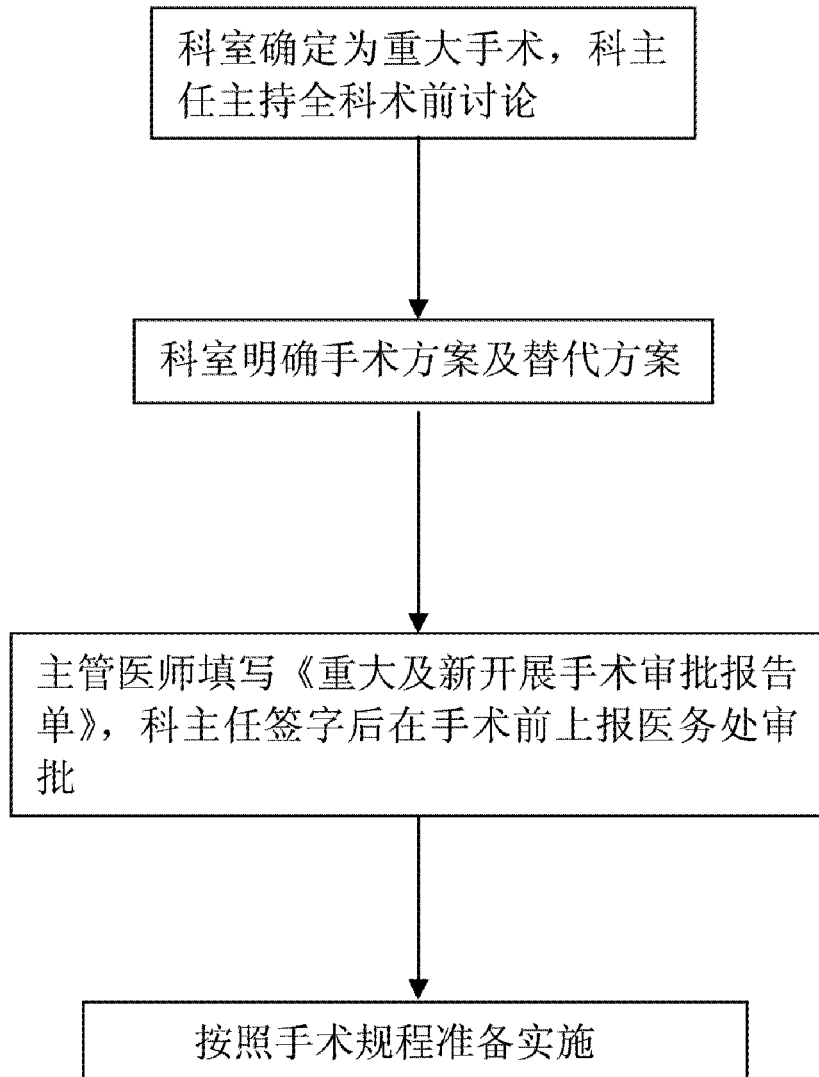 科室确定为重大手术，科主
任主持全科术前讨论
科室明确手术方案及替代方案
主管医师填写《重大及新开展手术审批报告
单》，科主任签字后在手术前上报医务处审
批
按照手术规程准备实施